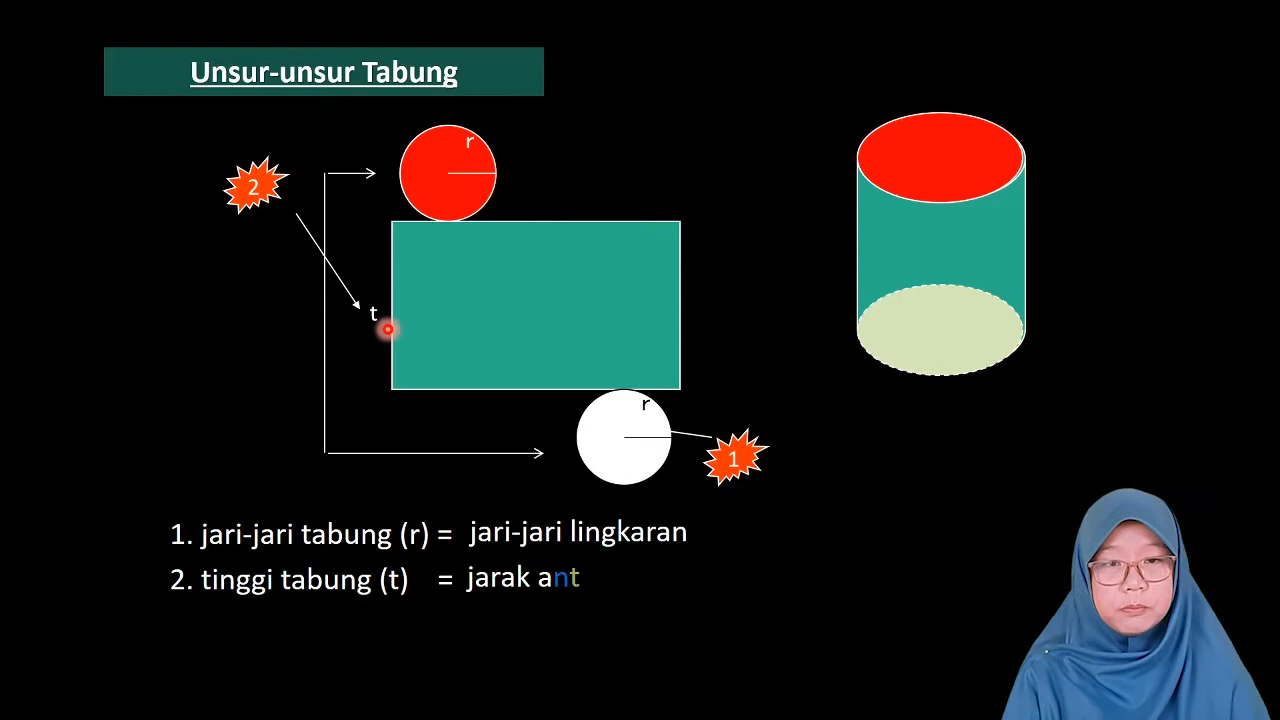 Unsur-unsur Tabung
r
2
t
r
1
1. jari-jari tabung (r) = jari-jari lingkaran
2. tinggi tabung (t) = jarak ant